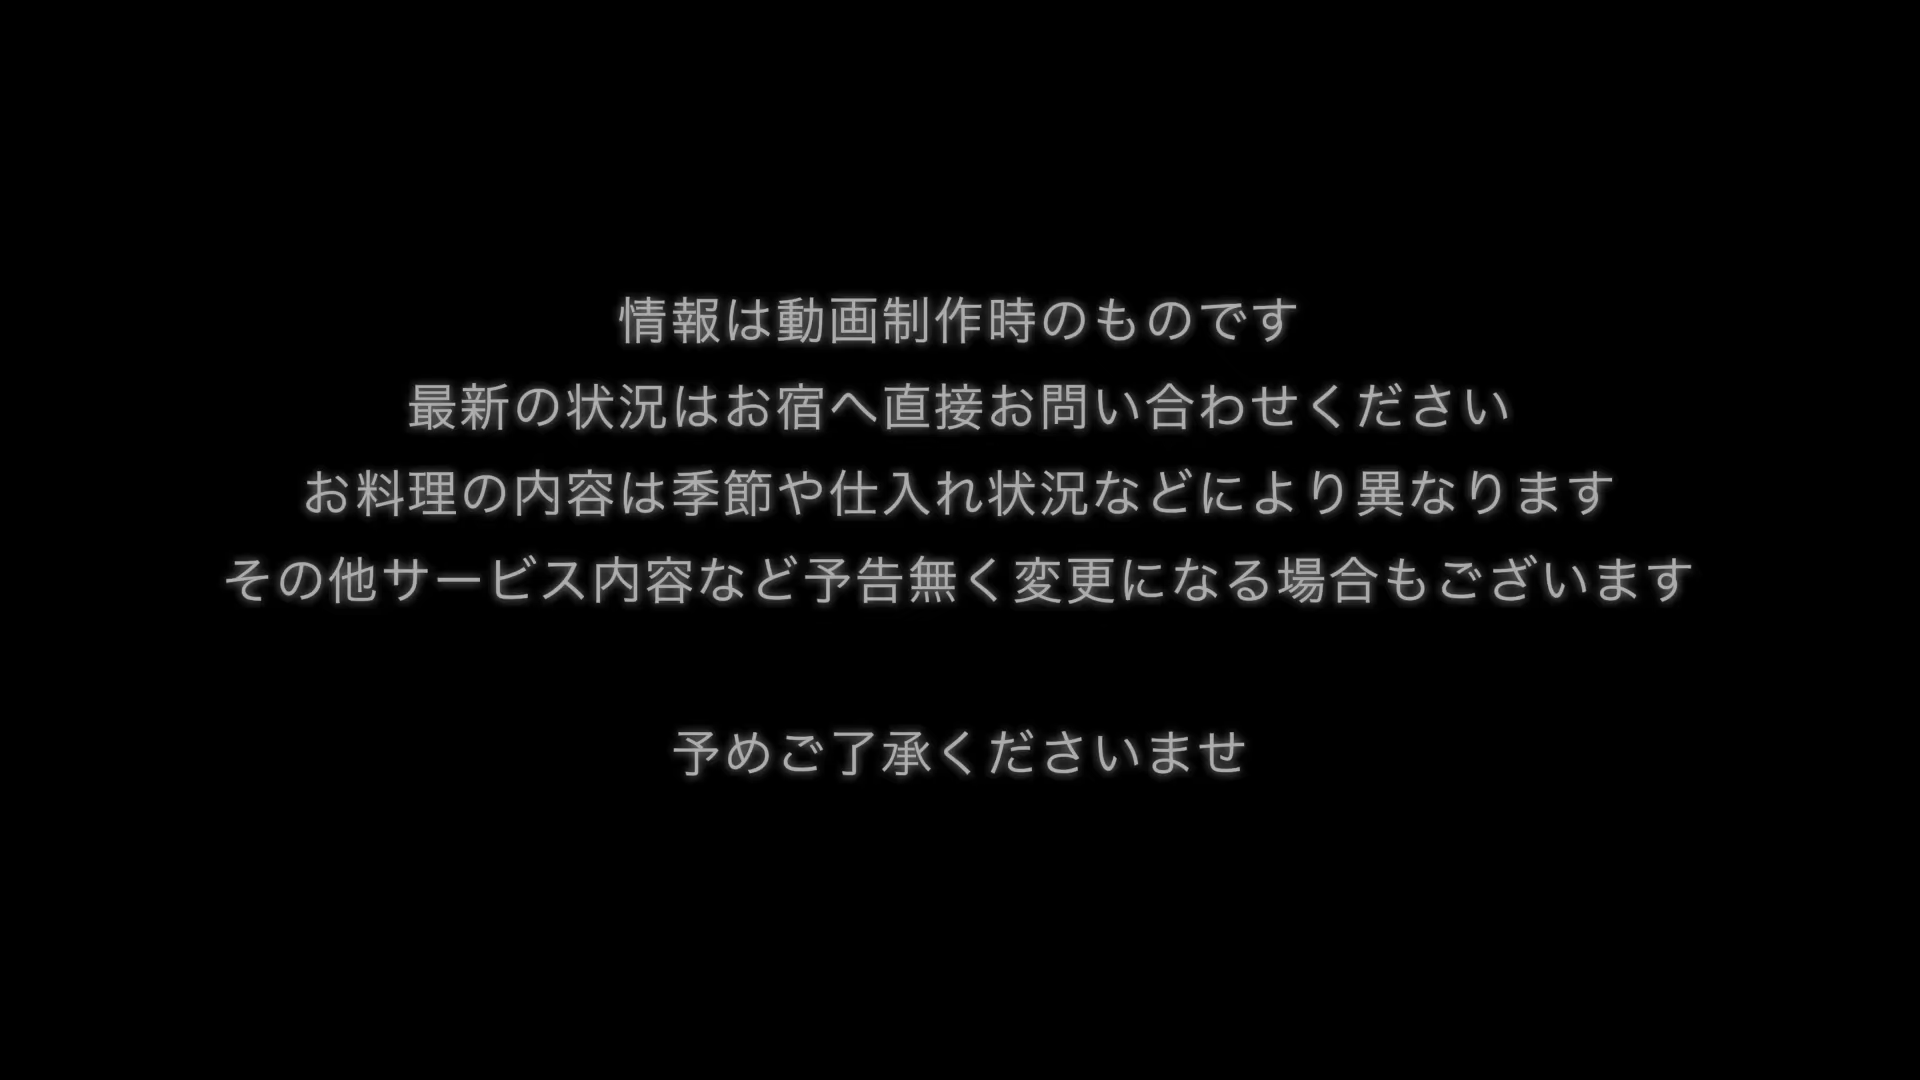 情報は動画制作時のものです
最新の状況はお宿へ直接お問い合わせください
お料理の内容は季節や仕入れ状況などにより異なります
その他サービス内容など予告無く変更になる場合もございます
予めご了承くださいませ